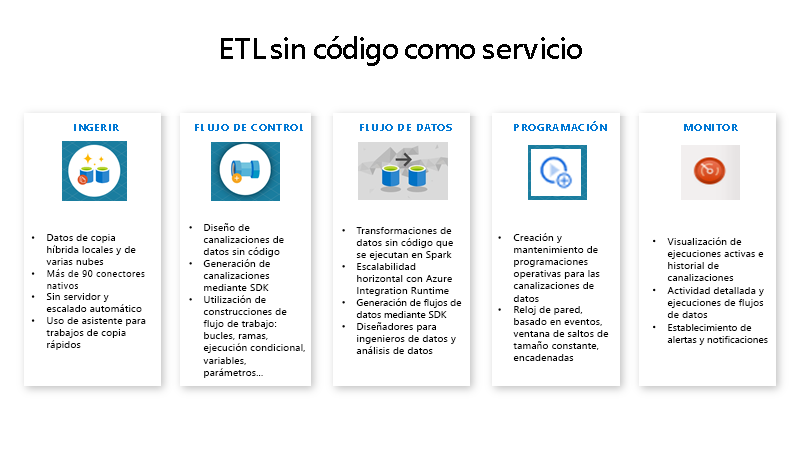 ETL sin código como servicio
INGERIR
• Datos de copia
híbrida locales y de
varias nubes
• Más de 90 conectores
nativos
• Sin servidor y
escalado automático
• Uso de asistente para
trabajos de copia
rápidos
FLUJO DE CONTROL
• Diseño de
canalizaciones de
datos sin código
• Generación de
canalizaciones
mediante SDK
• Utilización de
construcciones de
flujo de trabajo:
bucles, ramas,
ejecución condicional,
variables,
parámetros...
FLUJO DE DATOS
• Transformaciones de
datos sin código que
se ejecutan en Spark
• Escalabilidad
horizontal con Azure
Integration Runtime
• Generación de flujos de
datos mediante SDK
• Diseñadores para
ingenieros de datos y
análisis de datos
PROGRAMACIÓN
• Creación y
mantenimiento de
programaciones
operativas para las
canalizaciones de
datos
• Reloj de pared,
basado en eventos,
ventana de saltos de
tamaño constante,
encadenadas
MONITOR
• Visualización de
ejecuciones activas e
historial de
canalizaciones
• Actividad detallada y
ejecuciones de flujos
de datos
• Establecimiento de
alertas y notificaciones